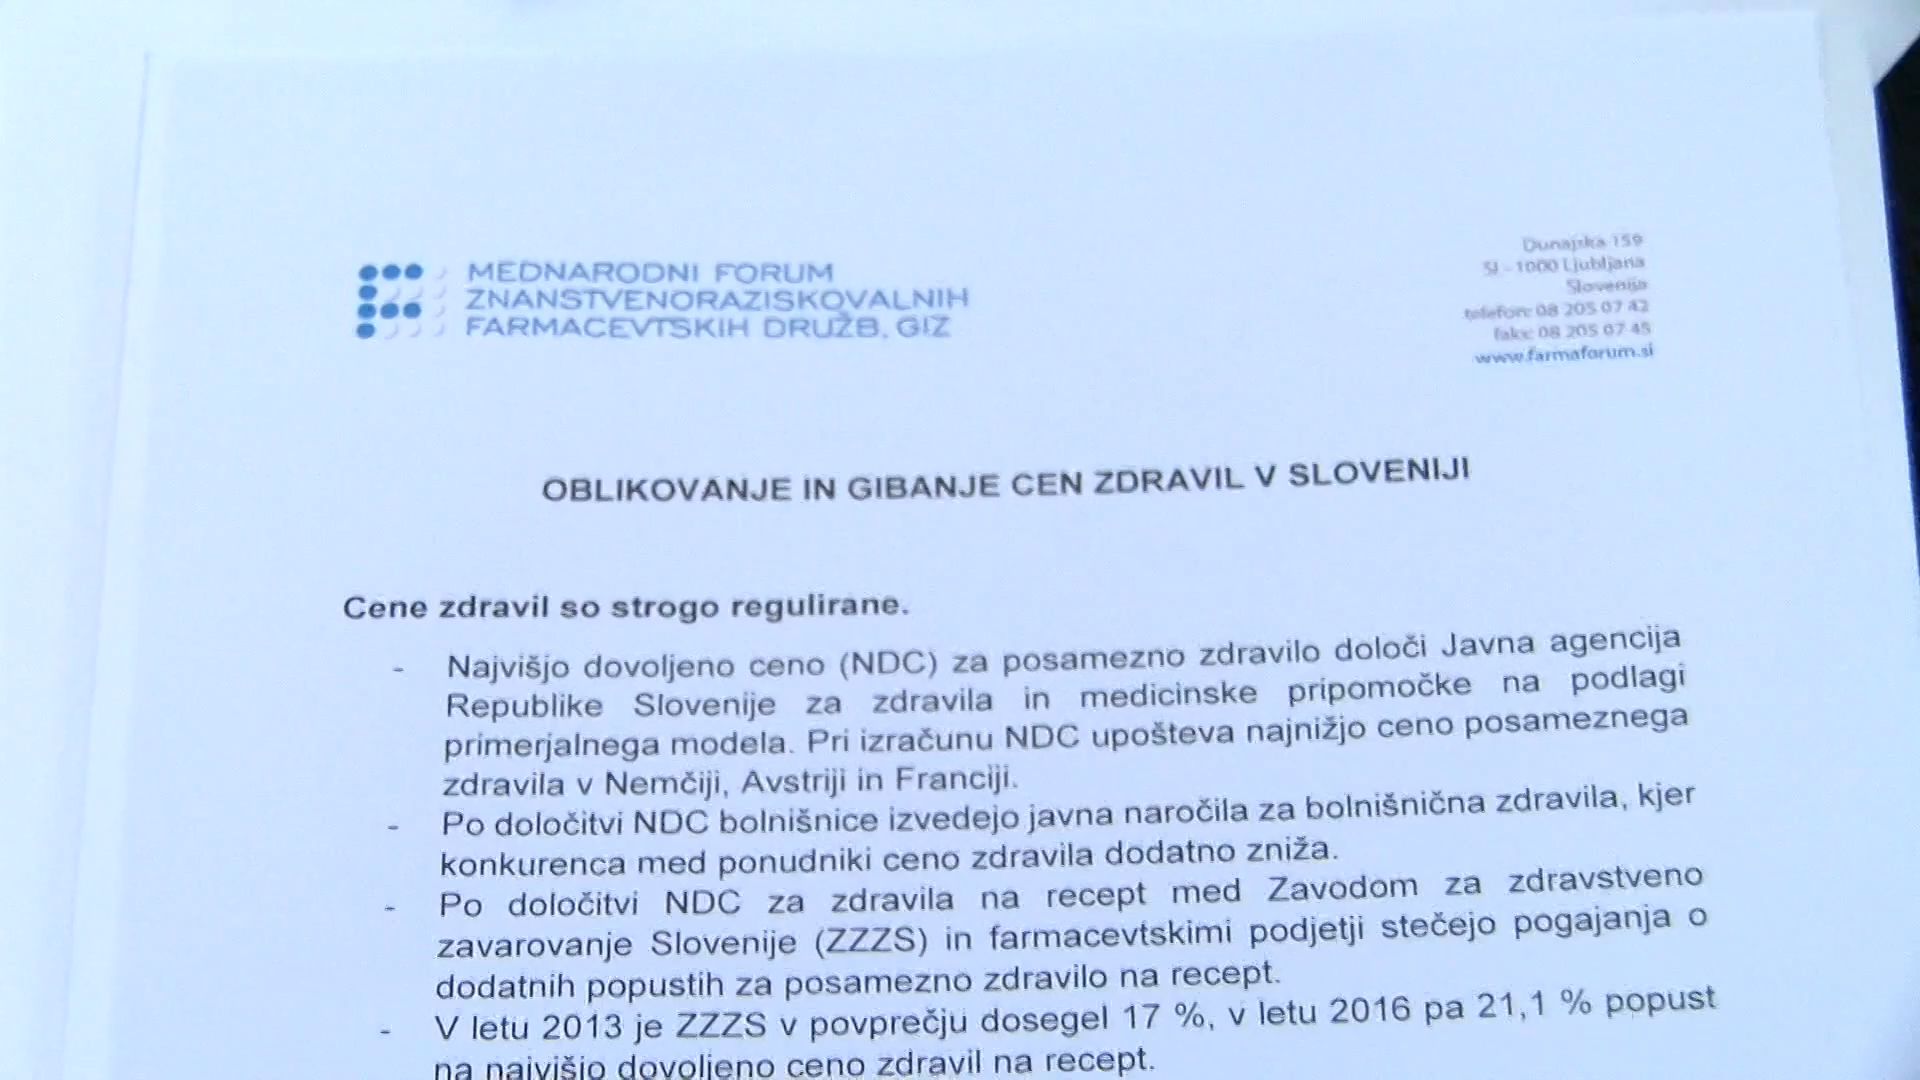 MEDNARODNI FORUM
ZNANSTVENORAZISKOVALNIH
FARMACEVTSKIH DRUŽB, GIZ
Dunajska 159
SI - 1000 Ljubljana
Slovenija
telefon: 08 205 07 42
faks: 08 205 07 45
www.farmaforum.si
OBLIKOVANJE IN GIBANJE CEN ZDRAVIL V SLOVENIJI
Cene zdravil so strogo regulirane.
- Najvišjo dovoljeno ceno (NDC) za posamezno zdravilo določi Javna agencija
Republike Slovenije za zdravila in medicinske pripomočke na podlagi
primerjalnega modela. Pri izračunu NDC upošteva najnižjo ceno posameznega
zdravila v Nemčiji, Avstriji in Franciji.
- Po določitvi NDC bolnišnice izvedejo javna naročila za bolnišnična zdravila, kjer
konkurenca med ponudniki ceno zdravila dodatno zniža.
- Po določitvi NDC za zdravila na recept med Zavodom za zdravstveno
zavarovanje Slovenije (ZZZS) in farmacevtskimi podjetji stečejo pogajanja o
dodatnih popustih za posamezno zdravilo na recept.
- V letu 2013 je ZZZS v povprečju dosegel 17 %, v letu 2016 pa 21,1 % popust
na najvišjo dovoljeno ceno zdravil na recept.